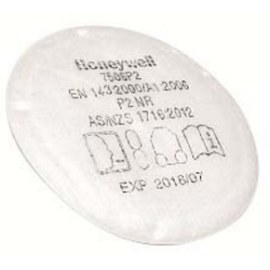 Honeywell
7506P2
EN 143:2000/A1:2006
P2 NR
AS/NZS 1716:2012
EXP 2018/07